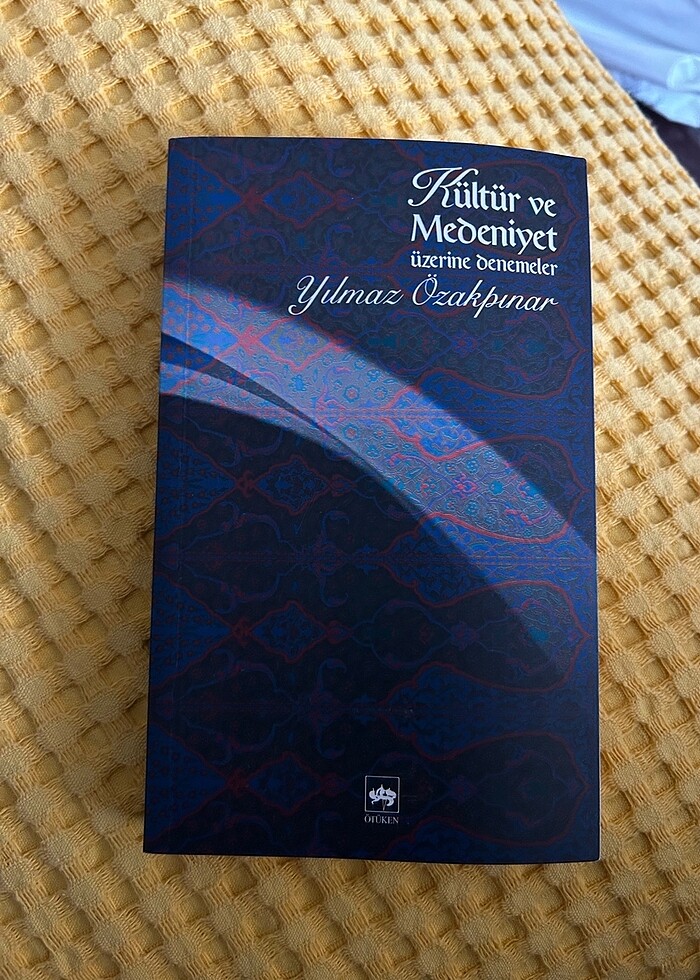 Kültür ve
Medeniyet
üzerine denemeler
Yılmaz Özakpınar
ÖTÜKEN